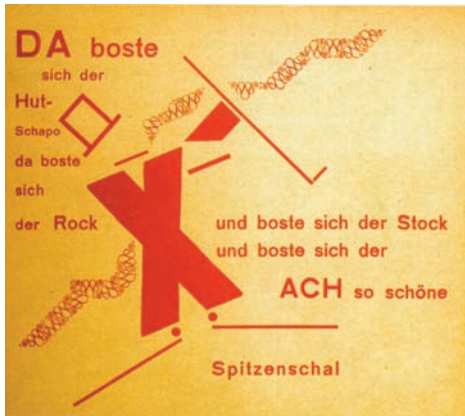 DA boste
sich der
Hut-
Schapo
da boste
sich
der Rock
und boste sich der Stock
und boste sich der
ACH so schöne
Spitzenschal